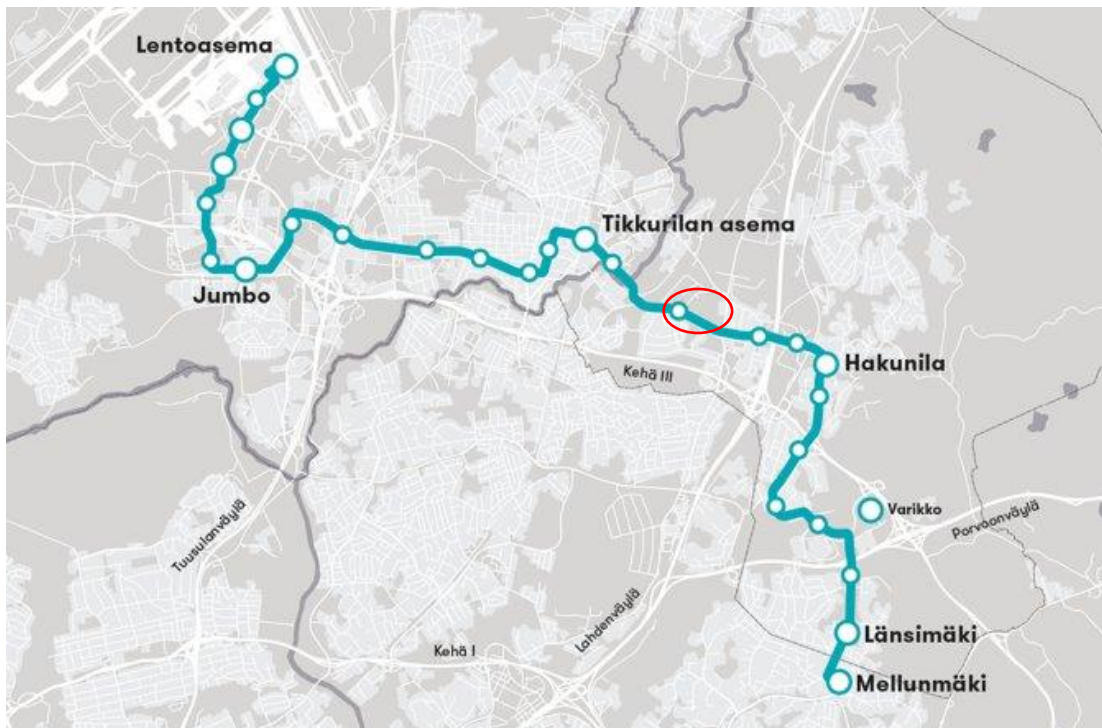 Lentoasema
Tikkurilan asema
Jumbo
Hakunila
Kehä III
Varikko
Porvoonväylä
Tuusulanväylä
Lahdenväylä
Länsimäki
Kehä I
Mellunmäki